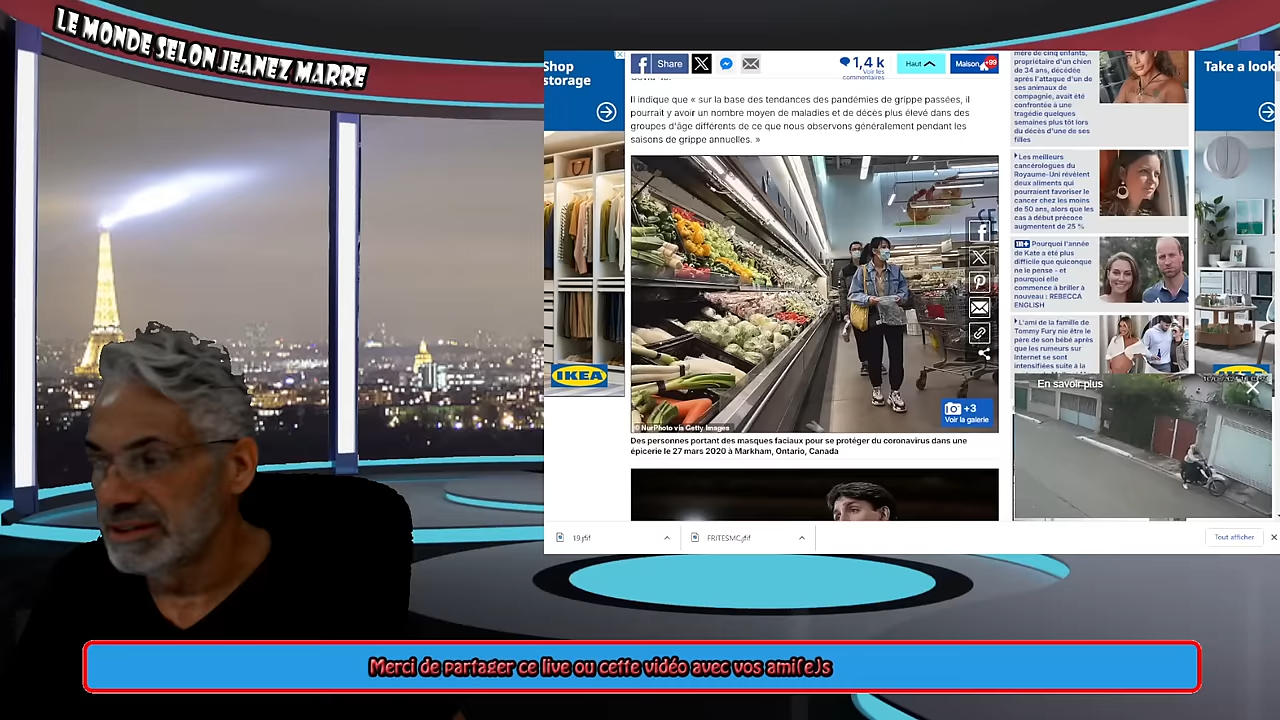 LE MONDE SELON JEANEZ MARRE
Shop
storage
Share
1,4 k
Voir les
commentaires
Haut
Maison
+99
Il indique que « sur la base des tendances des pandémies de grippe passées, il
pourrait y avoir un nombre moyen de maladies et de décès plus élevé dans des
groupes d'âge différents de ce que nous observons généralement pendant les
saisons de grippe annuelles. »
+3
Voir la galerie
© NurPhoto via Getty Images
Des personnes portant des masques faciaux pour se protéger du coronavirus dans une
épicerie le 27 mars 2020 à Markham, Ontario, Canada
IKEA
mère de cinq enfants,
propriétaire d'un chien
de 34 ans, décédée
après l'attaque d'un de
ses animaux de
compagnie, avait été
confrontée à une
tragédie quelques
semaines plus tôt lors
du décès d'une de ses
filles
Les meilleurs
cancérologues du
Royaume-Uni révèlent
deux aliments qui
pourraient favoriser le
cancer chez les moins
de 50 ans, alors que les
cas à début précoce
augmentent de 25 %
Pourquoi l'année
de Kate a été plus
difficile que quiconque
ne le pense - et
pourquoi elle
commence à briller à
nouveau : REBECCA
ENGLISH
L'ami de la famille de
Tommy Fury nie être le
père de son bébé après
que les rumeurs sur
Internet se sont
intensifiées suite à la
En savoir plus
Take a look
19.jfif
FRITESMC.jfif
Tout afficher
Merci de partager ce live ou cette vidéo avec vos ami(e)s